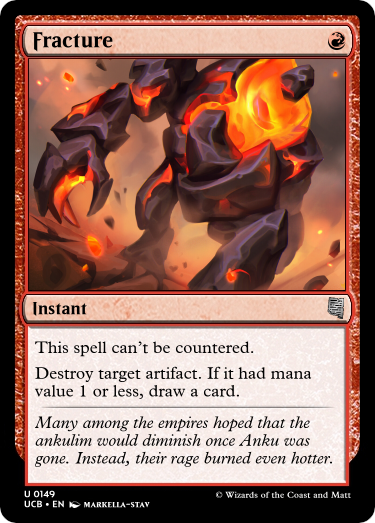 Fracture
Instant
This spell can't be countered.
Destroy target artifact. If it had mana
value 1 or less, draw a card.
Many among the empires hoped that the
ankulim would diminish once Anku was
gone. Instead, their rage burned even hotter.
U 0149
UCB • EN MARKELLA-STAV
© Wizards of the Coast and Matt